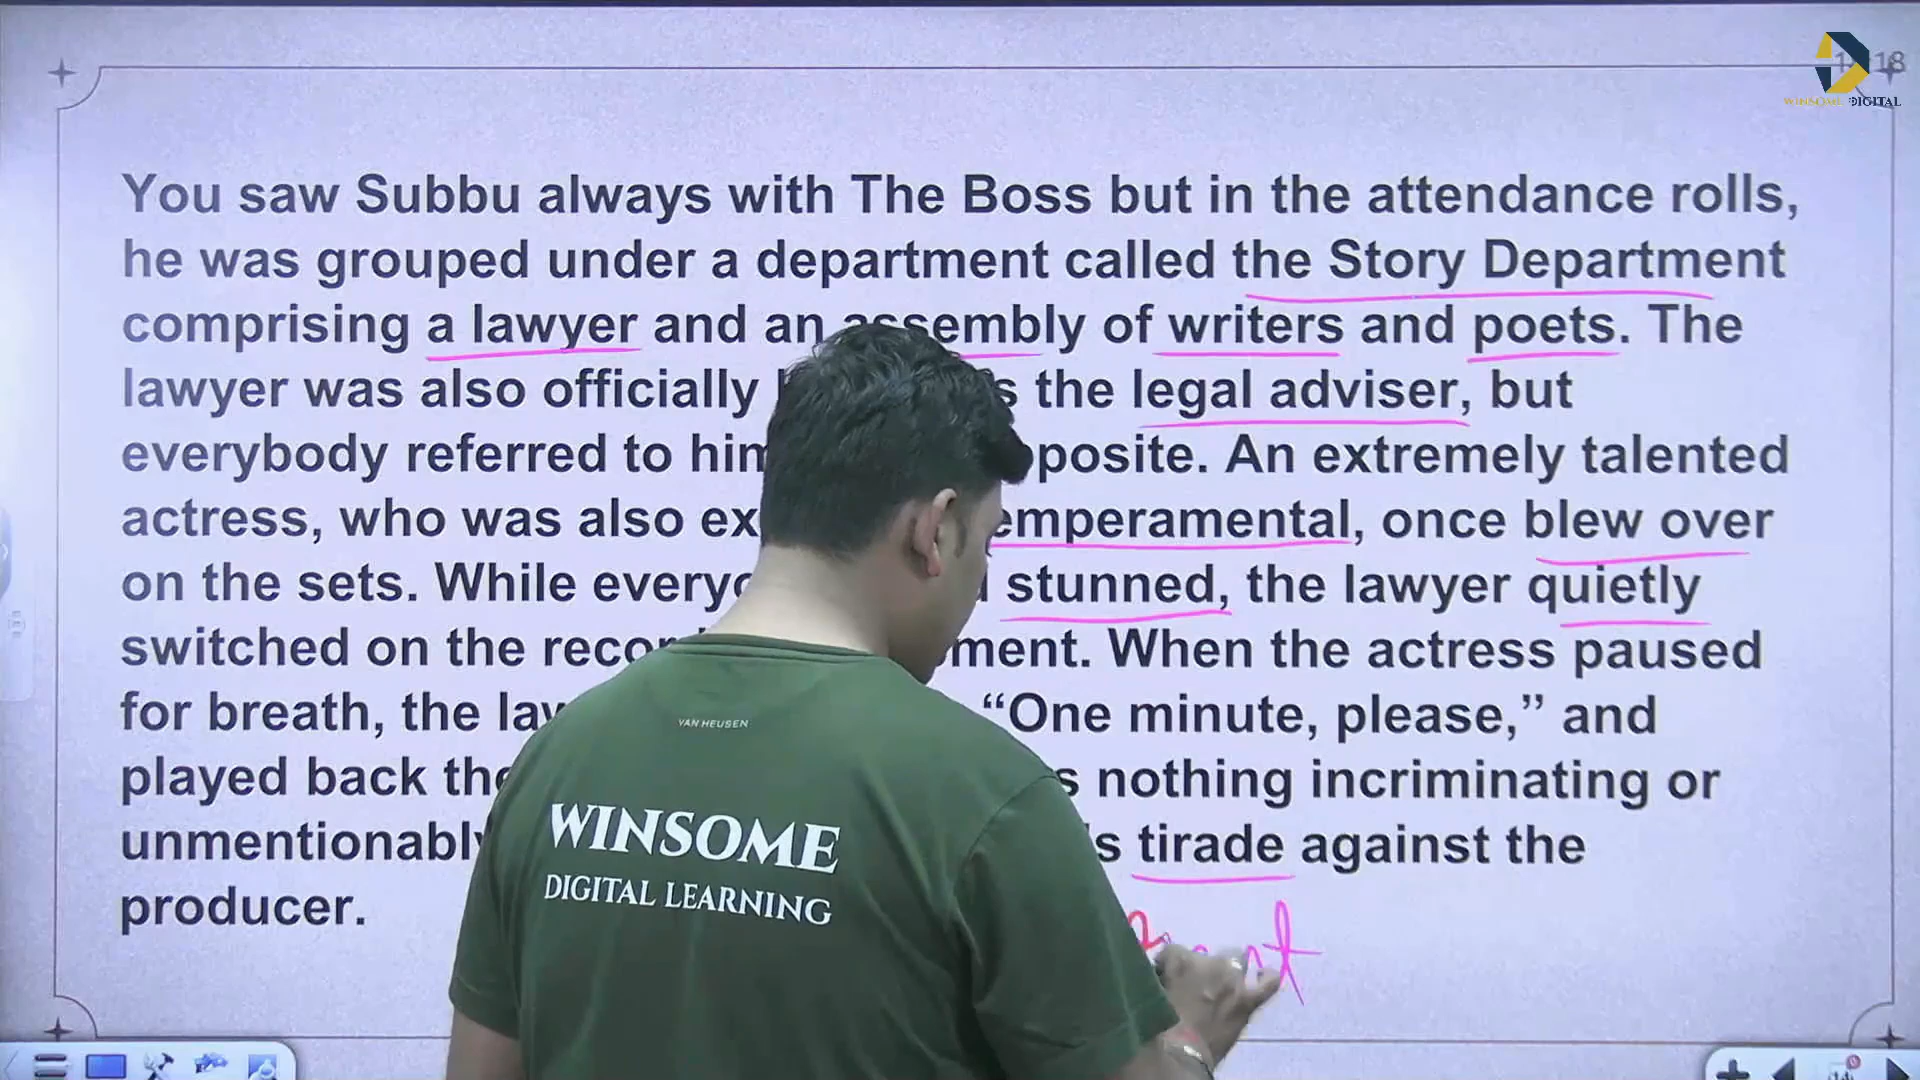 18
WINSOME DIGITAL
You saw Subbu always with The Boss but in the attendance rolls,
he was grouped under a department called the Story Department
comprising a lawyer and an assembly of writers and poets. The
lawyer was also officially the legal adviser, but
everybody referred to him posite. An extremely talented
actress, who was also ex emperamental, once blew over
on the sets. While everyo stunned, the lawyer quietly
switched on the reco ment. When the actress paused
for breath, the law “One minute, please,” and
played back the s nothing incriminating or
unmentionably s tirade against the
producer.
VAN HEUSEN
WINSOME
DIGITAL LEARNING